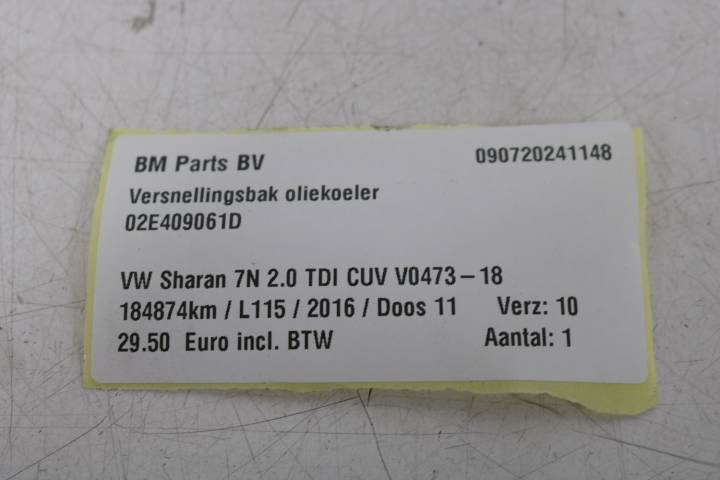 BM Parts BV 090720241148
Versnellingsbak oliekoeler
02E409061D
VW Sharan 7N 2.0 TDI CUV V0473-18
184874km / L115 / 2016 / Doos 11 Verz: 10
29.50 Euro incl. BTW Aantal: 1